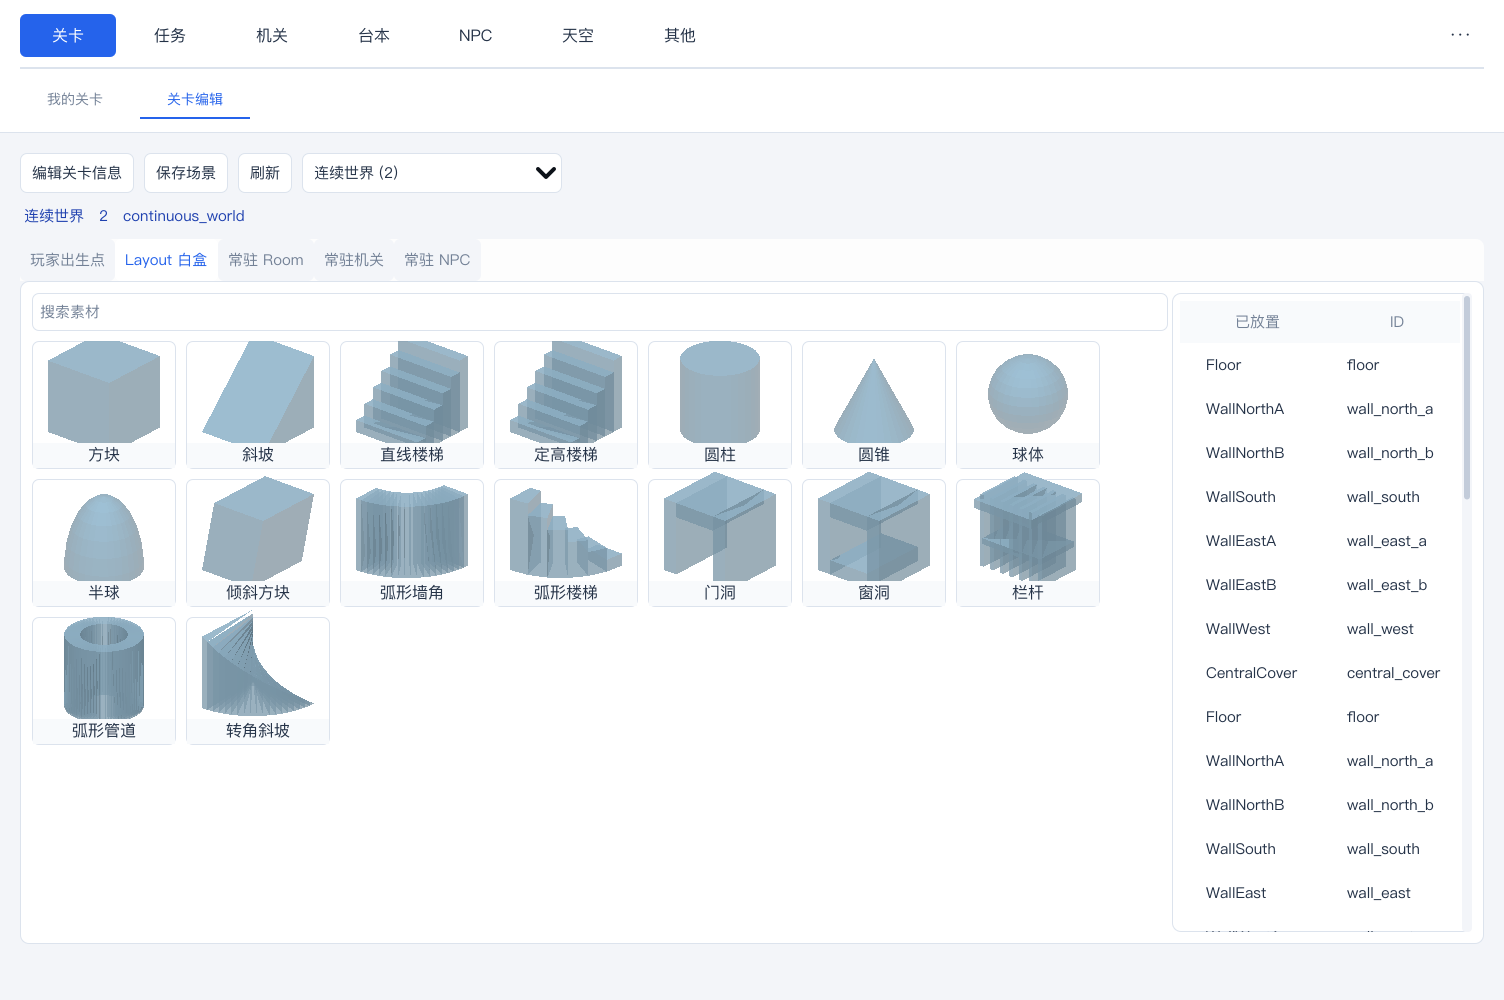 关卡 任务 机关 台本 NPC 天空 其他 ...
我的关卡 关卡编辑
编辑关卡信息 保存场景 刷新 连续世界 (2)
连续世界 2 continuous_world
玩家出生点 Layout 白盒 常驻 Room 常驻机关 常驻 NPC
搜索素材
方块 斜坡 直线楼梯 定高楼梯 圆柱 圆锥 球体
半球 倾斜方块 弧形墙角 弧形楼梯 门洞 窗洞 栏杆
弧形管道 转角斜坡
已放置 ID
Floor floor
WallNorthA wall_north_a
WallNorthB wall_north_b
WallSouth wall_south
WallEastA wall_east_a
WallEastB wall_east_b
WallWest wall_west
CentralCover central_cover
Floor floor
WallNorthA wall_north_a
WallNorthB wall_north_b
WallSouth wall_south
WallEast wall_east